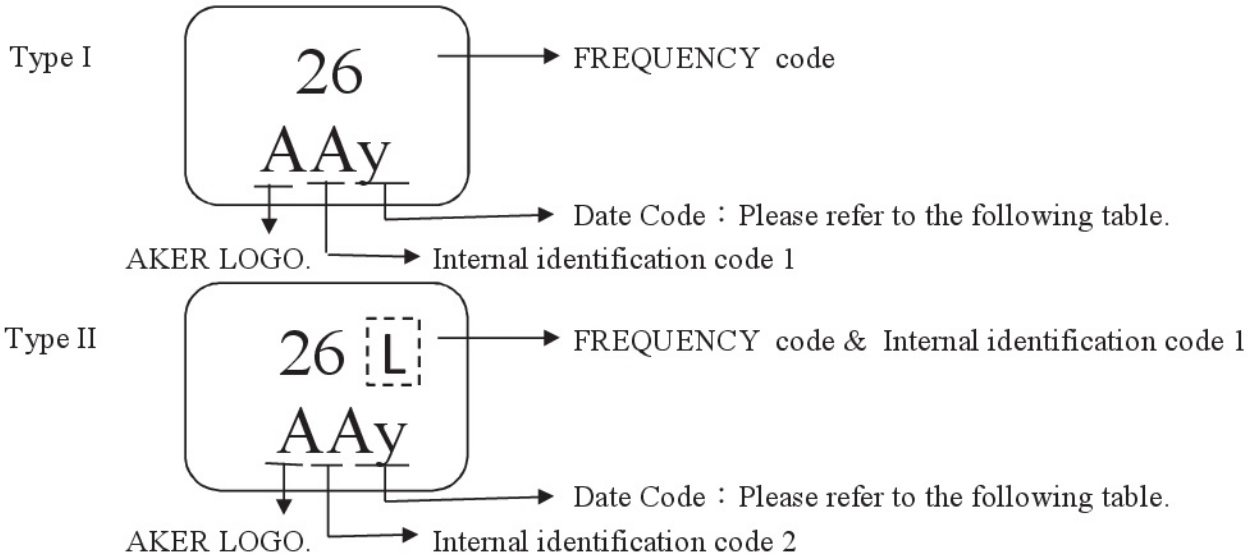 Type I
26
FREQUENCY code
AAy
Date Code：Please refer to the following table.
AKER LOGO.
Internal identification code 1
Type II
26 L
FREQUENCY code & Internal identification code 1
AAy
Date Code：Please refer to the following table.
AKER LOGO.
Internal identification code 2